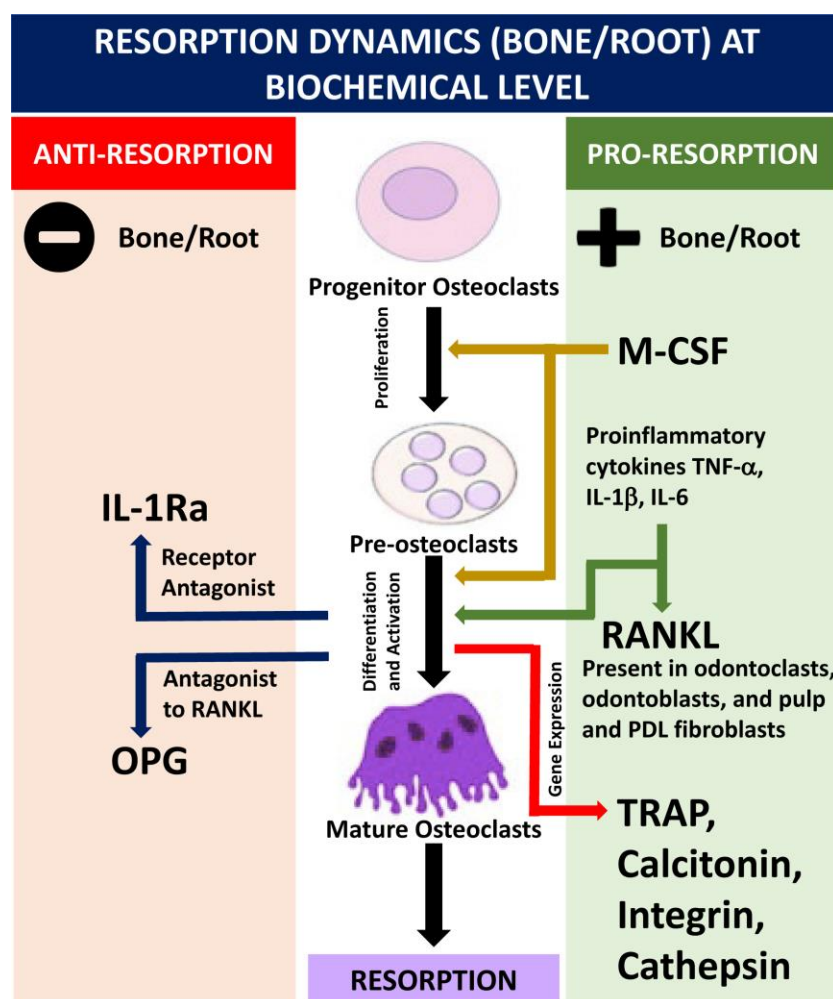 RESORPTION DYNAMICS (BONE/ROOT) AT
BIOCHEMICAL LEVEL
ANTI-RESORPTION
Bone/Root
IL-1Ra
Receptor
Antagonist
Antagonist
to RANKL
OPG
Progenitor Osteoclasts
Proliferation
Pre-osteoclasts
Differentiation
and Activation
Mature Osteoclasts
RESORPTION
PRO-RESORPTION
Bone/Root
M-CSF
Proinflammatory
cytokines TNF-α,
IL-1β, IL-6
RANKL
Present in odontoclasts,
odontoblasts, and pulp
and PDL fibroblasts
Gene Expression
TRAP,
Calcitonin,
Integrin,
Cathepsin